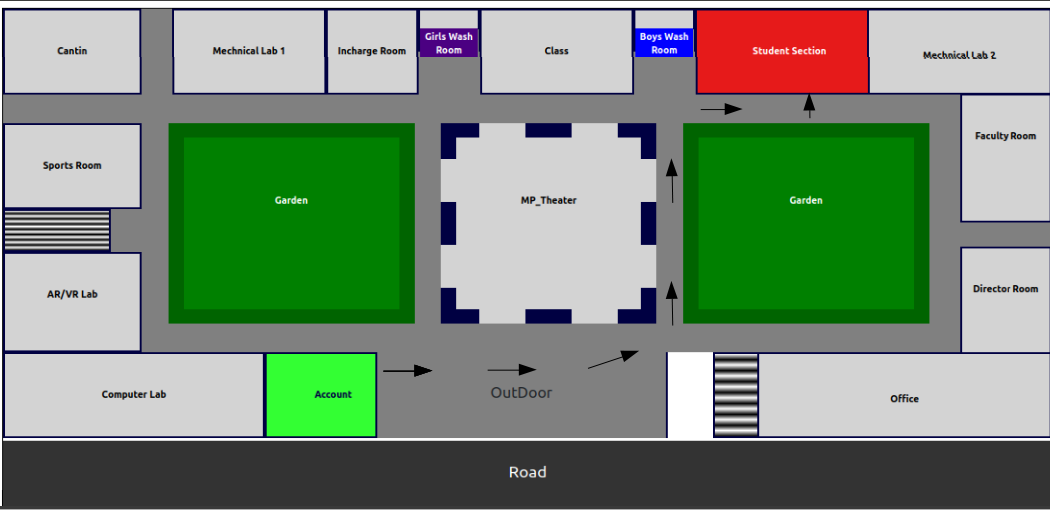 Cantin
Mechnical Lab 1
Incharge Room
Girls Wash
Room
Class
Boys Wash
Room
Student Section
Mechnical Lab 2
Sports Room
Faculty Room
Garden
MP_Theater
Garden
AR/VR Lab
Director Room
Computer Lab
Account
OutDoor
Office
Road